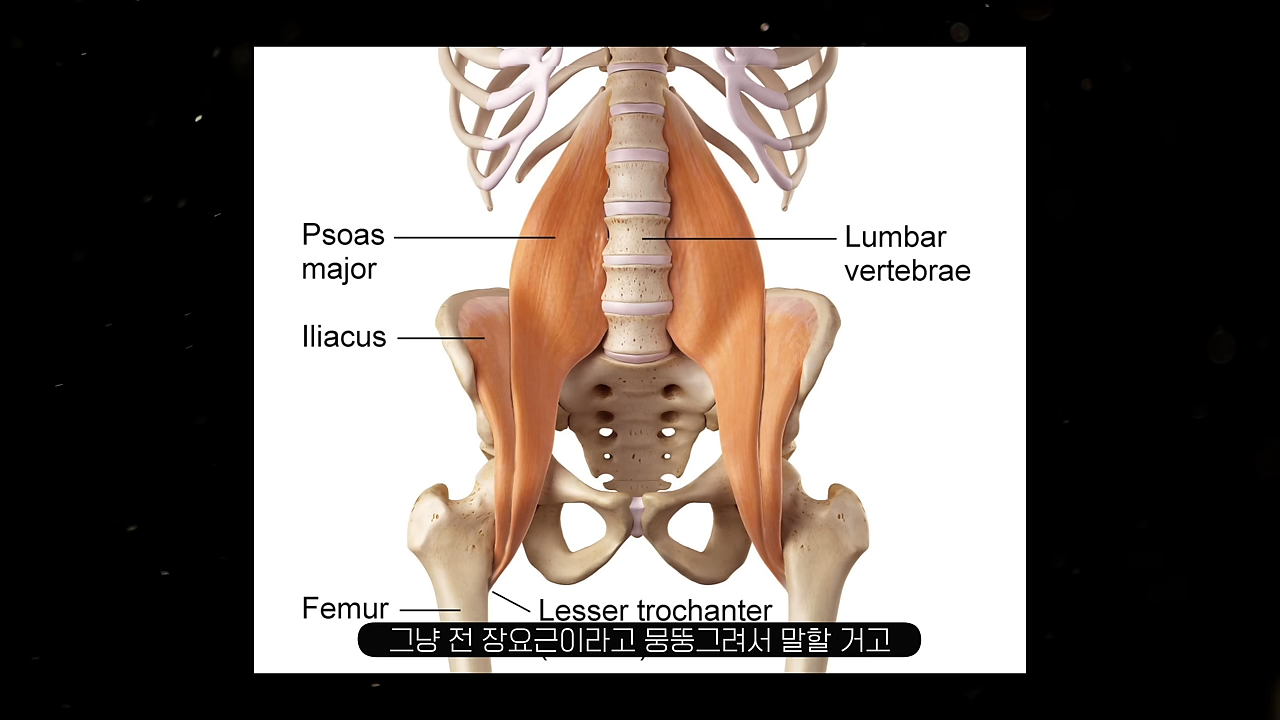 Psoas
major
Lumbar
vertebrae
Iliacus
Femur
Lesser trochanter
그냥 전 장요근이라고 뭉뚱그려서 말할 거고